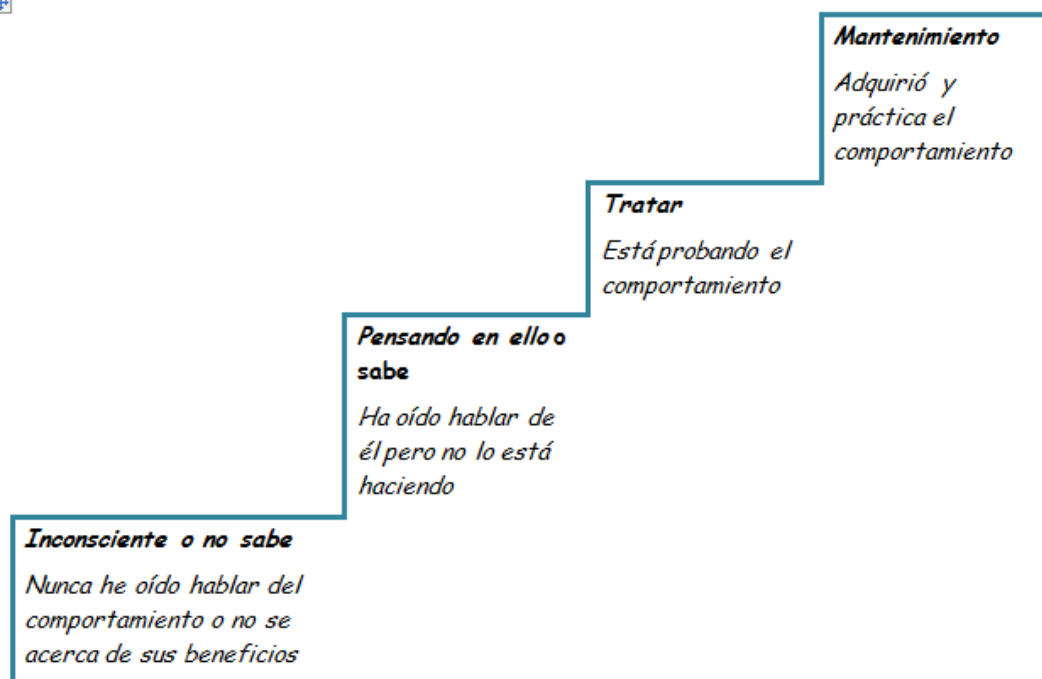 Mantenimiento
Adquirió y
práctica el
comportamiento
Tratar
Está probando el
comportamiento
Pensando en ello o
sabe
Ha oído hablar de
él pero no lo está
haciendo
Inconsciente o no sabe
Nunca he oído hablar del
comportamiento o no se
acerca de sus beneficios